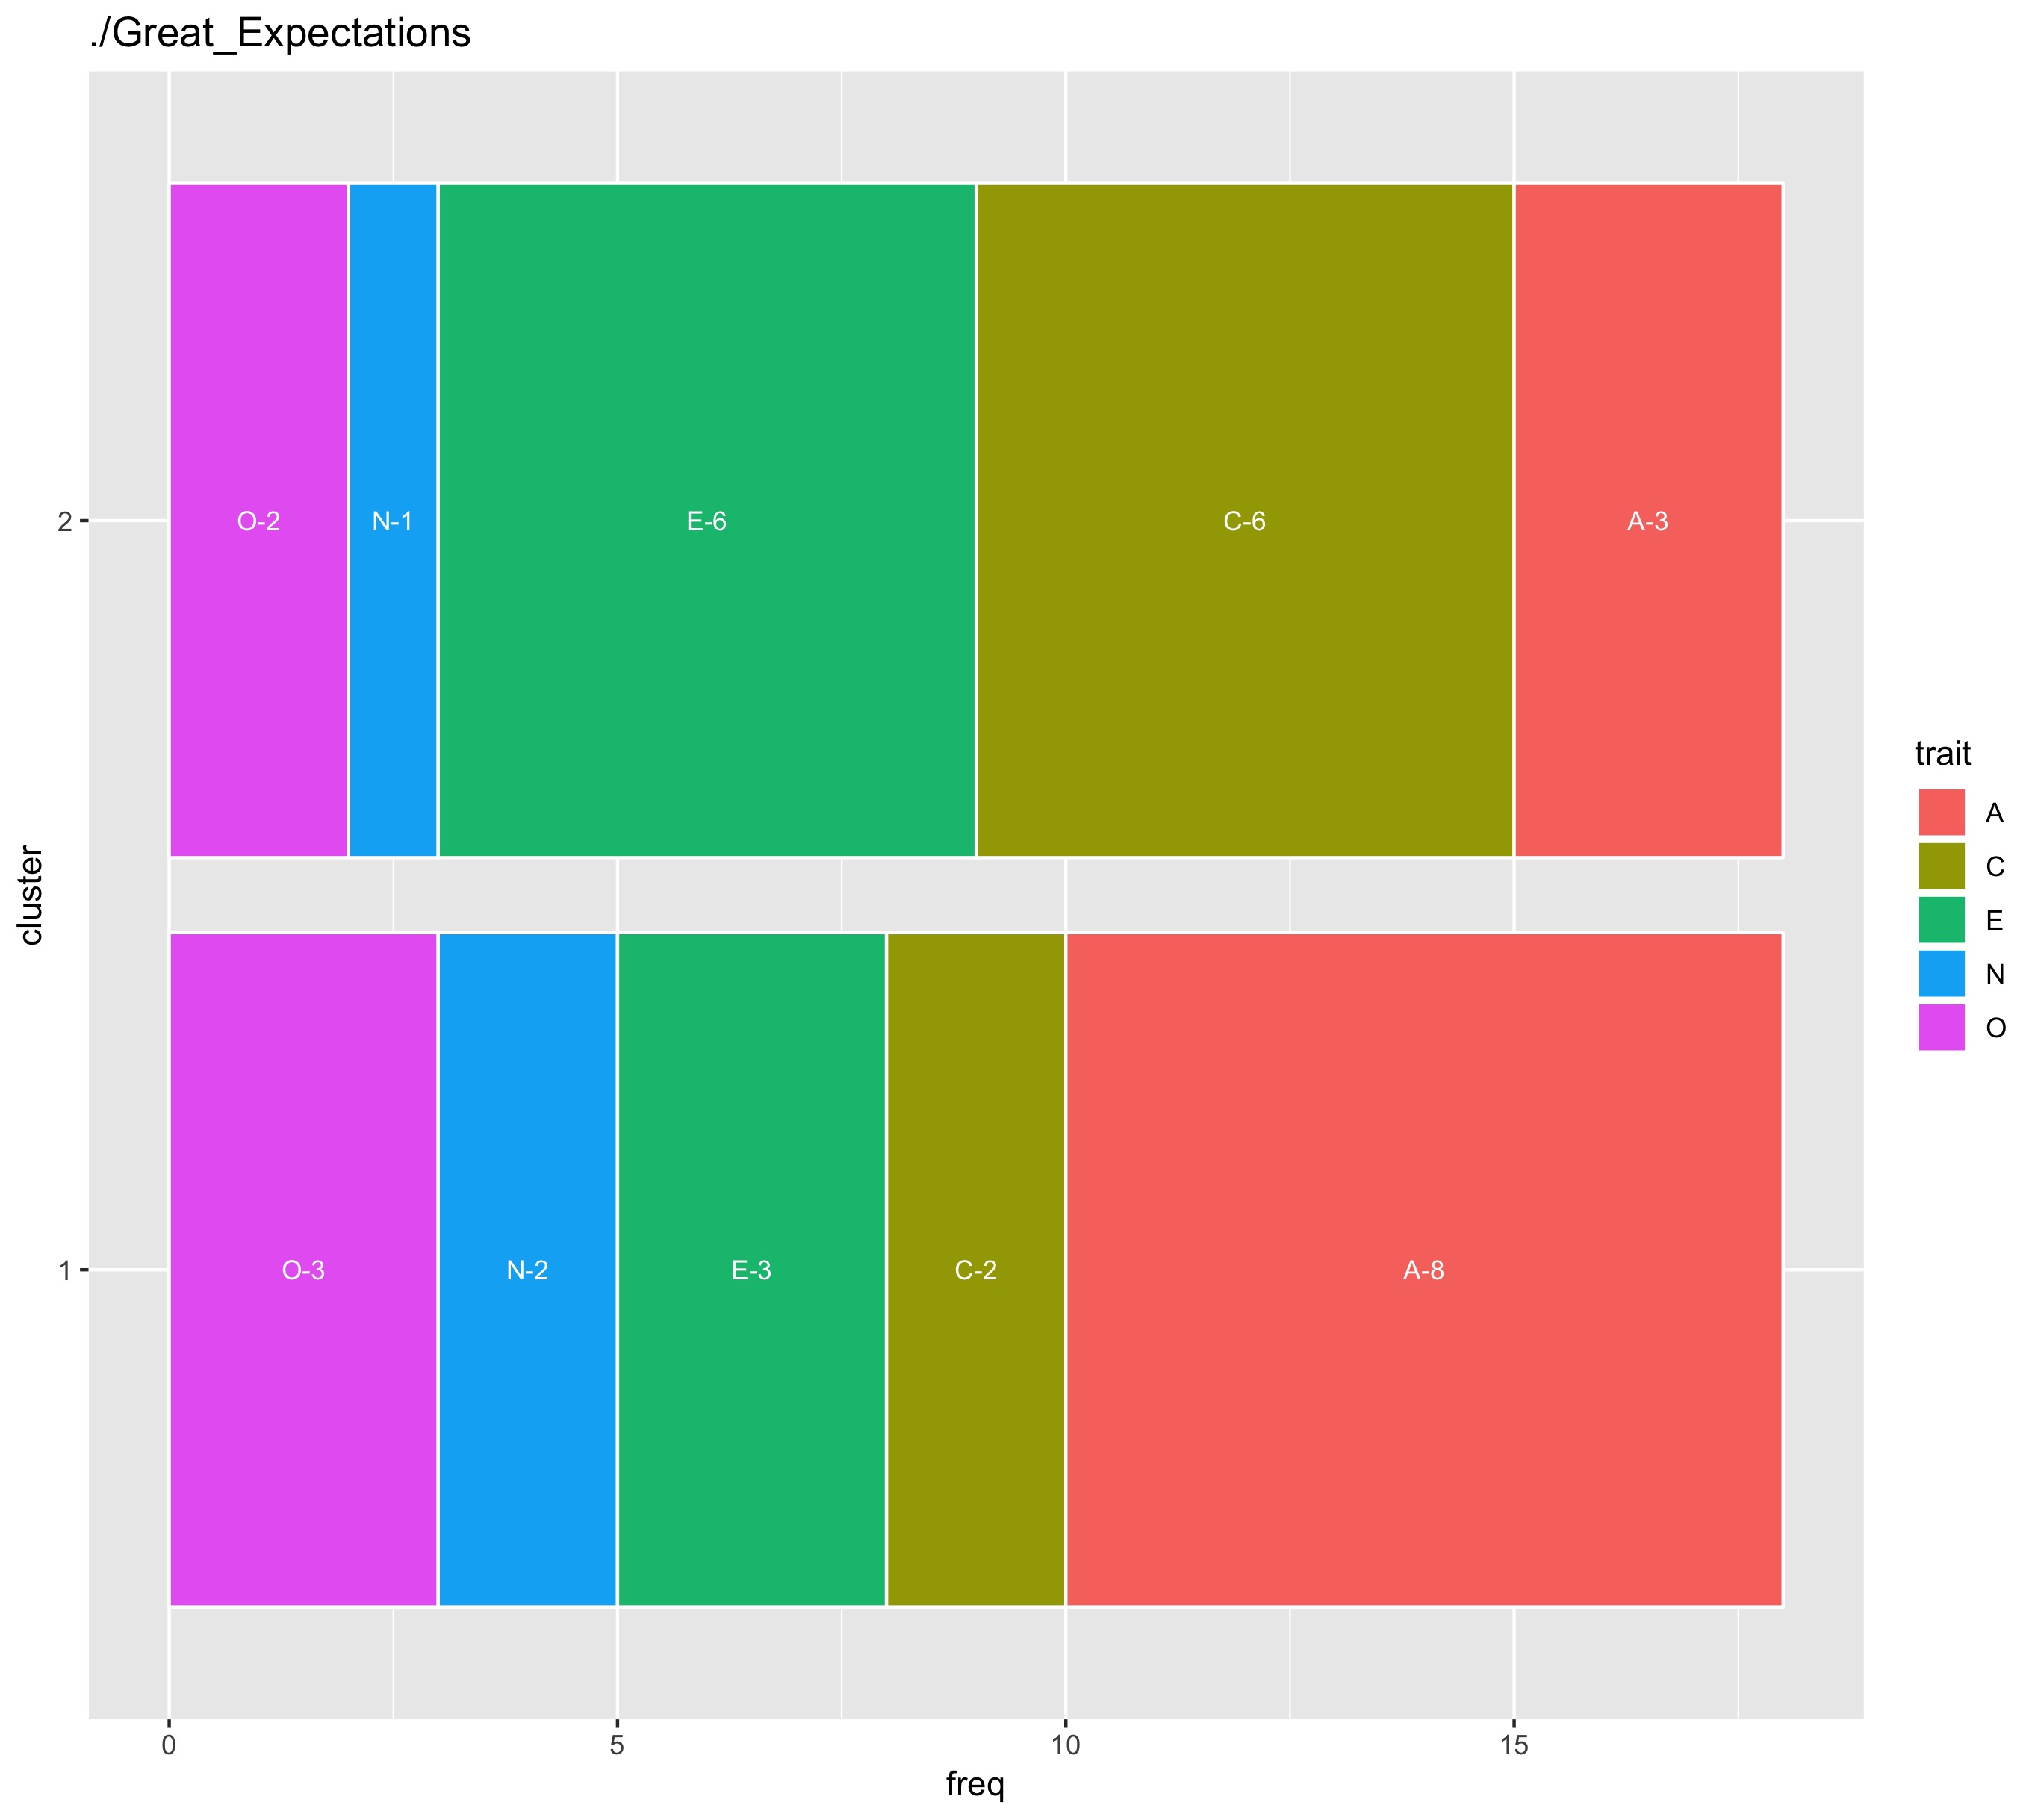 ./Great_Expectations
cluster
2
O-2 N-1 E-6 C-6 A-3
1
O-3 N-2 E-3 C-2 A-8
0 5 10 15
freq
trait
A
C
E
N
O